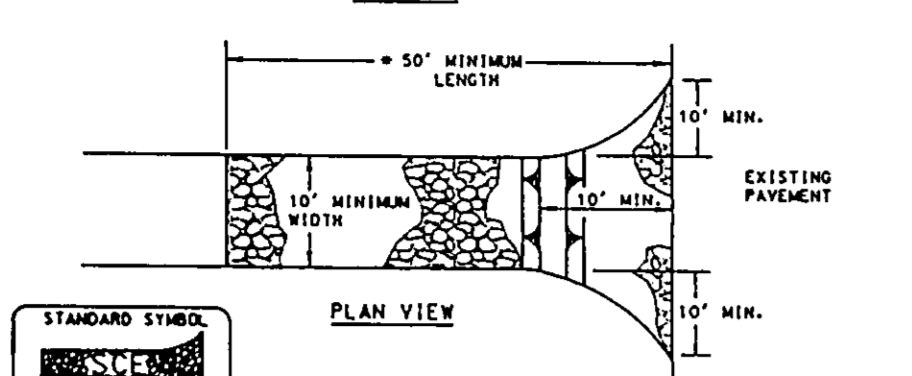 * 50' MINIMUM
LENGTH
10' MIN.
EXISTING
PAVEMENT
10' MINIMUM
WIDTH
10' MIN.
10' MIN.
PLAN VIEW
STANDARD SYMBOL
SCE